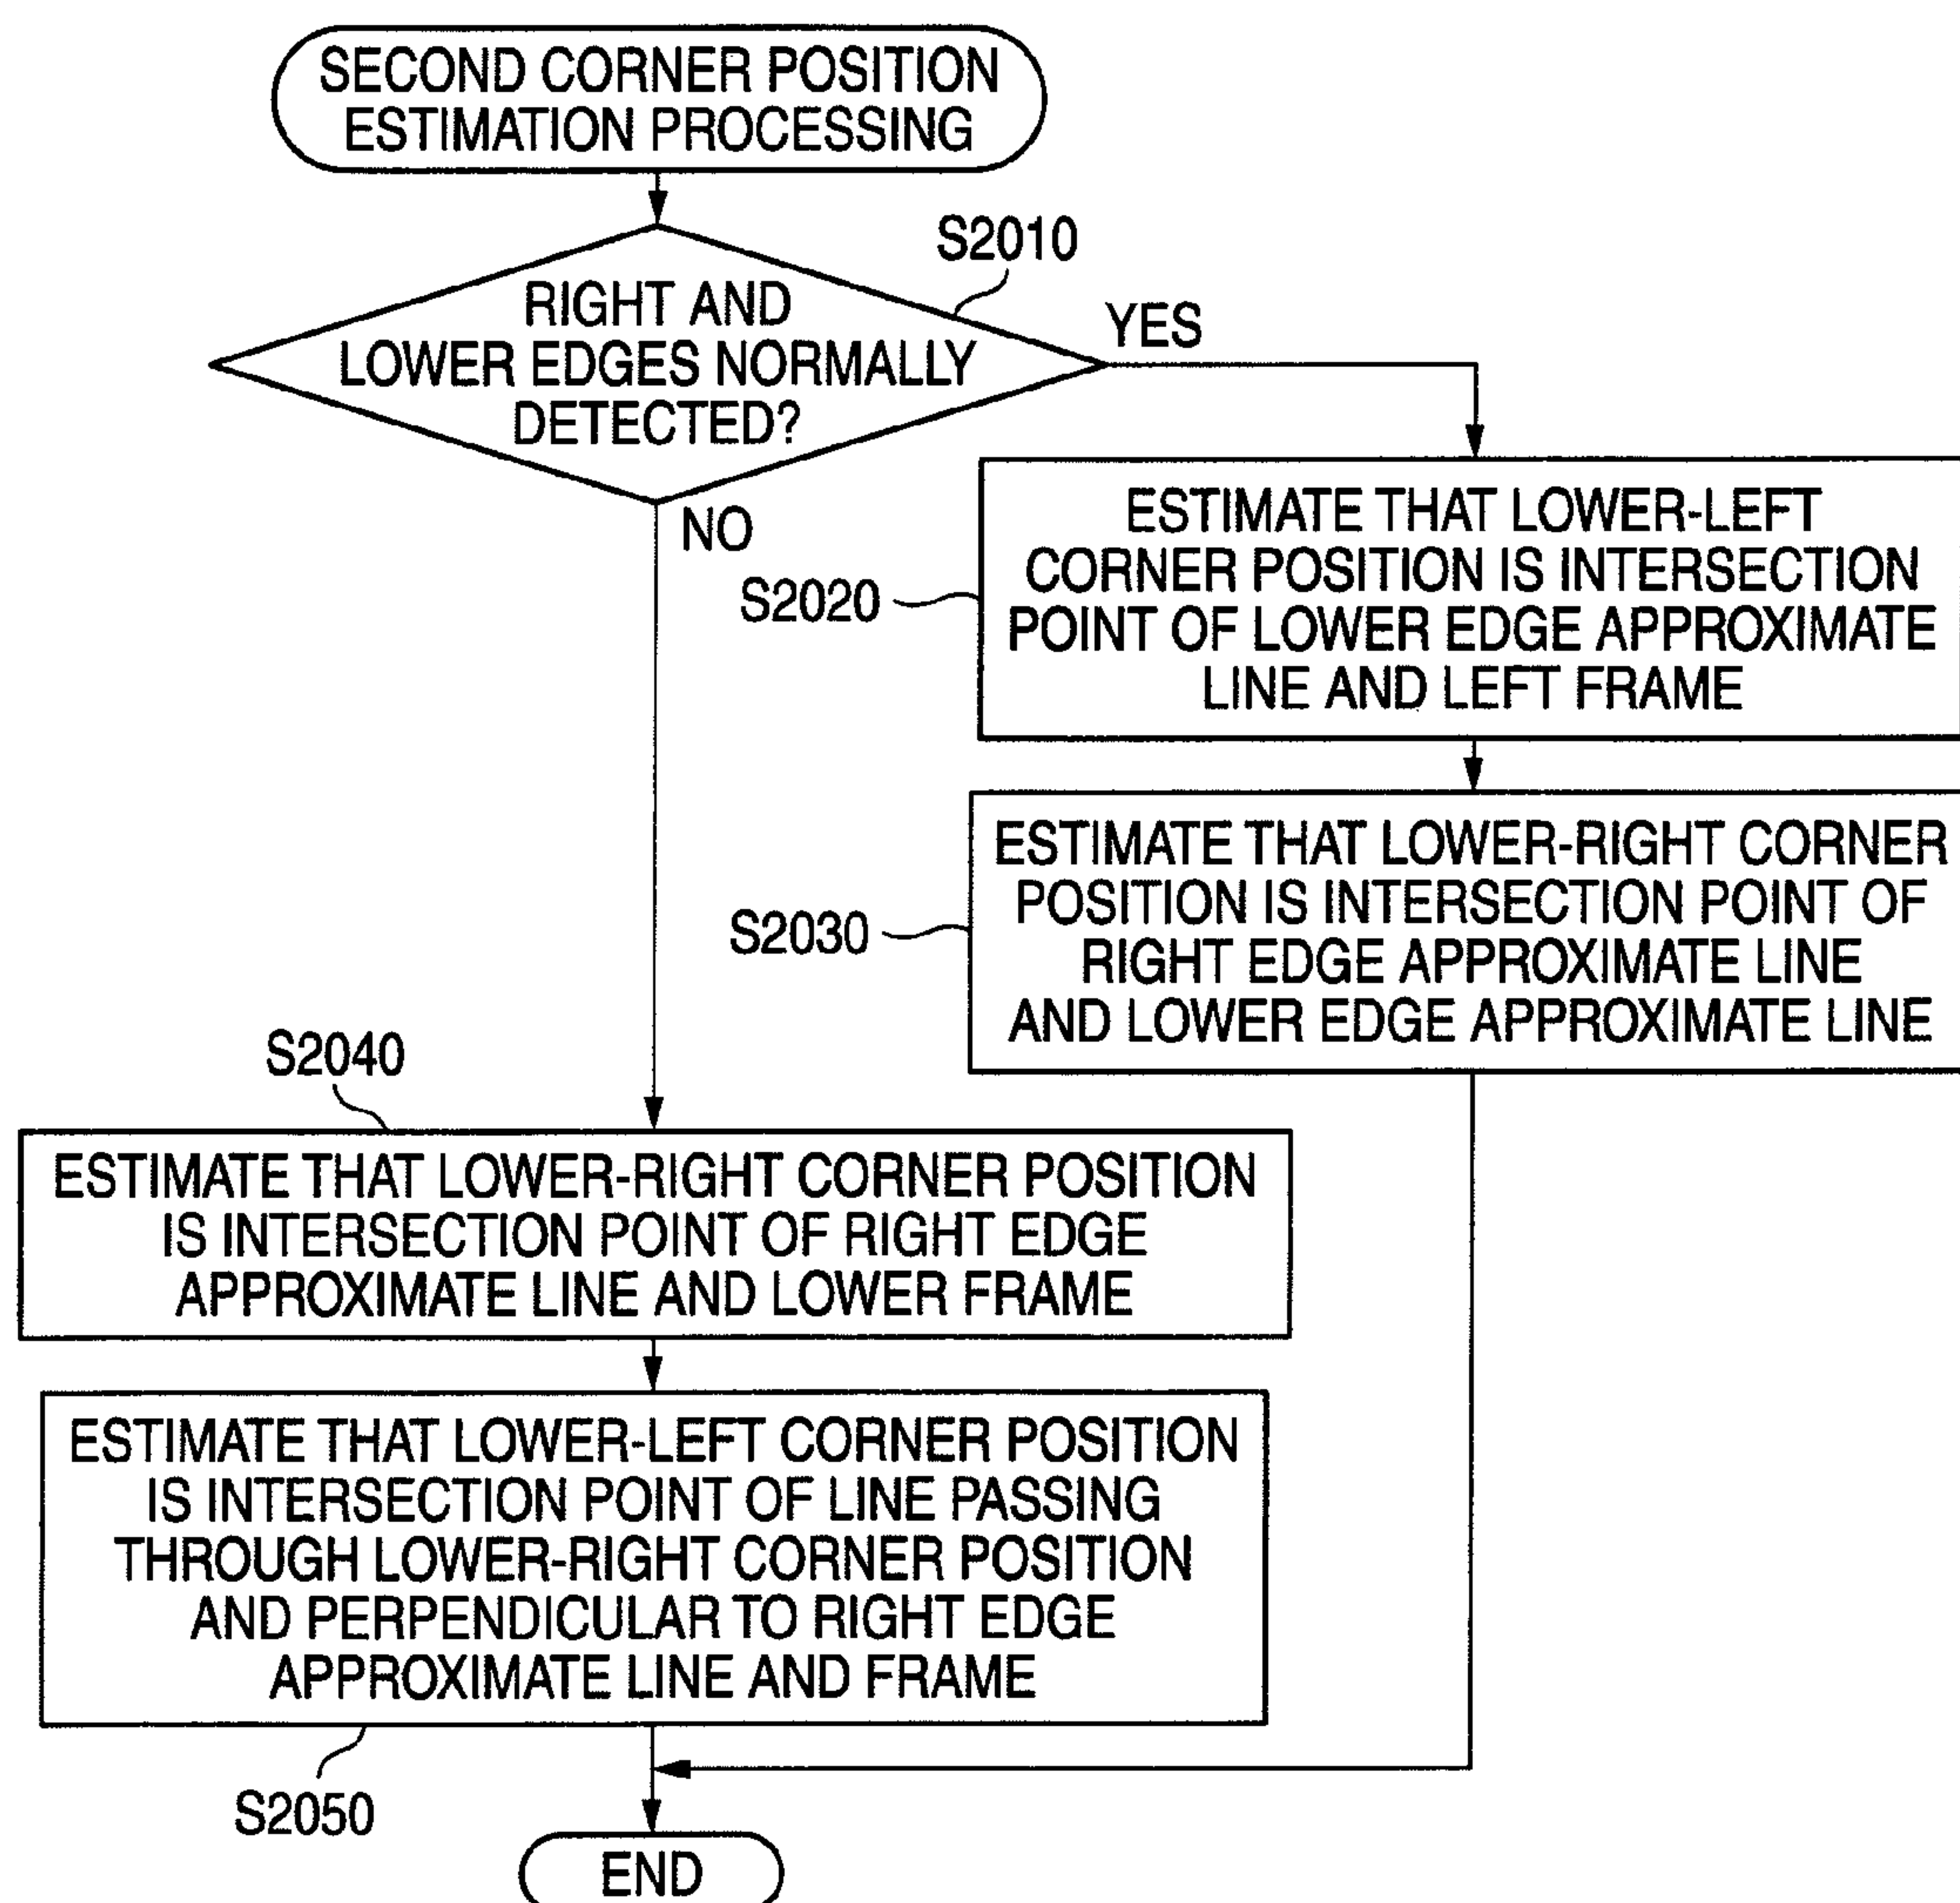 SECOND CORNER POSITION
ESTIMATION PROCESSING
S2010
RIGHT AND
LOWER EDGES NORMALLY
DETECTED?
YES
NO
S2020
ESTIMATE THAT LOWER-LEFT
CORNER POSITION IS INTERSECTION
POINT OF LOWER EDGE APPROXIMATE
LINE AND LEFT FRAME
S2030
ESTIMATE THAT LOWER-RIGHT CORNER
POSITION IS INTERSECTION POINT OF
RIGHT EDGE APPROXIMATE LINE
AND LOWER EDGE APPROXIMATE LINE
S2040
ESTIMATE THAT LOWER-RIGHT CORNER POSITION
IS INTERSECTION POINT OF RIGHT EDGE
APPROXIMATE LINE AND LOWER FRAME
ESTIMATE THAT LOWER-LEFT CORNER POSITION
IS INTERSECTION POINT OF LINE PASSING
THROUGH LOWER-RIGHT CORNER POSITION
AND PERPENDICULAR TO RIGHT EDGE
APPROXIMATE LINE AND FRAME
S2050
END